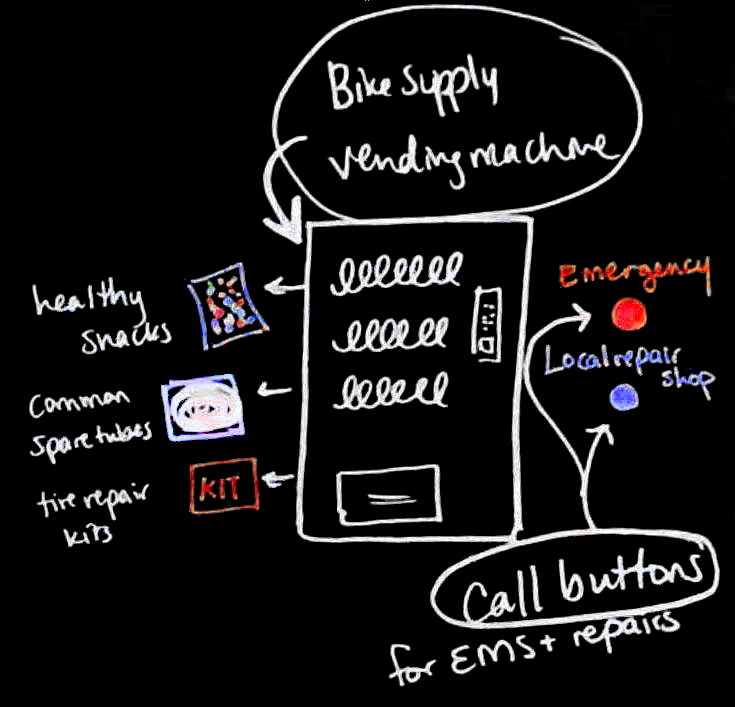 Bike Supply
vending machine
healthy
snacks
Common
Spare tubes
tire repair
kits
KIT
Emergency
Local repair
shop
Call buttons
for EMS + repairs